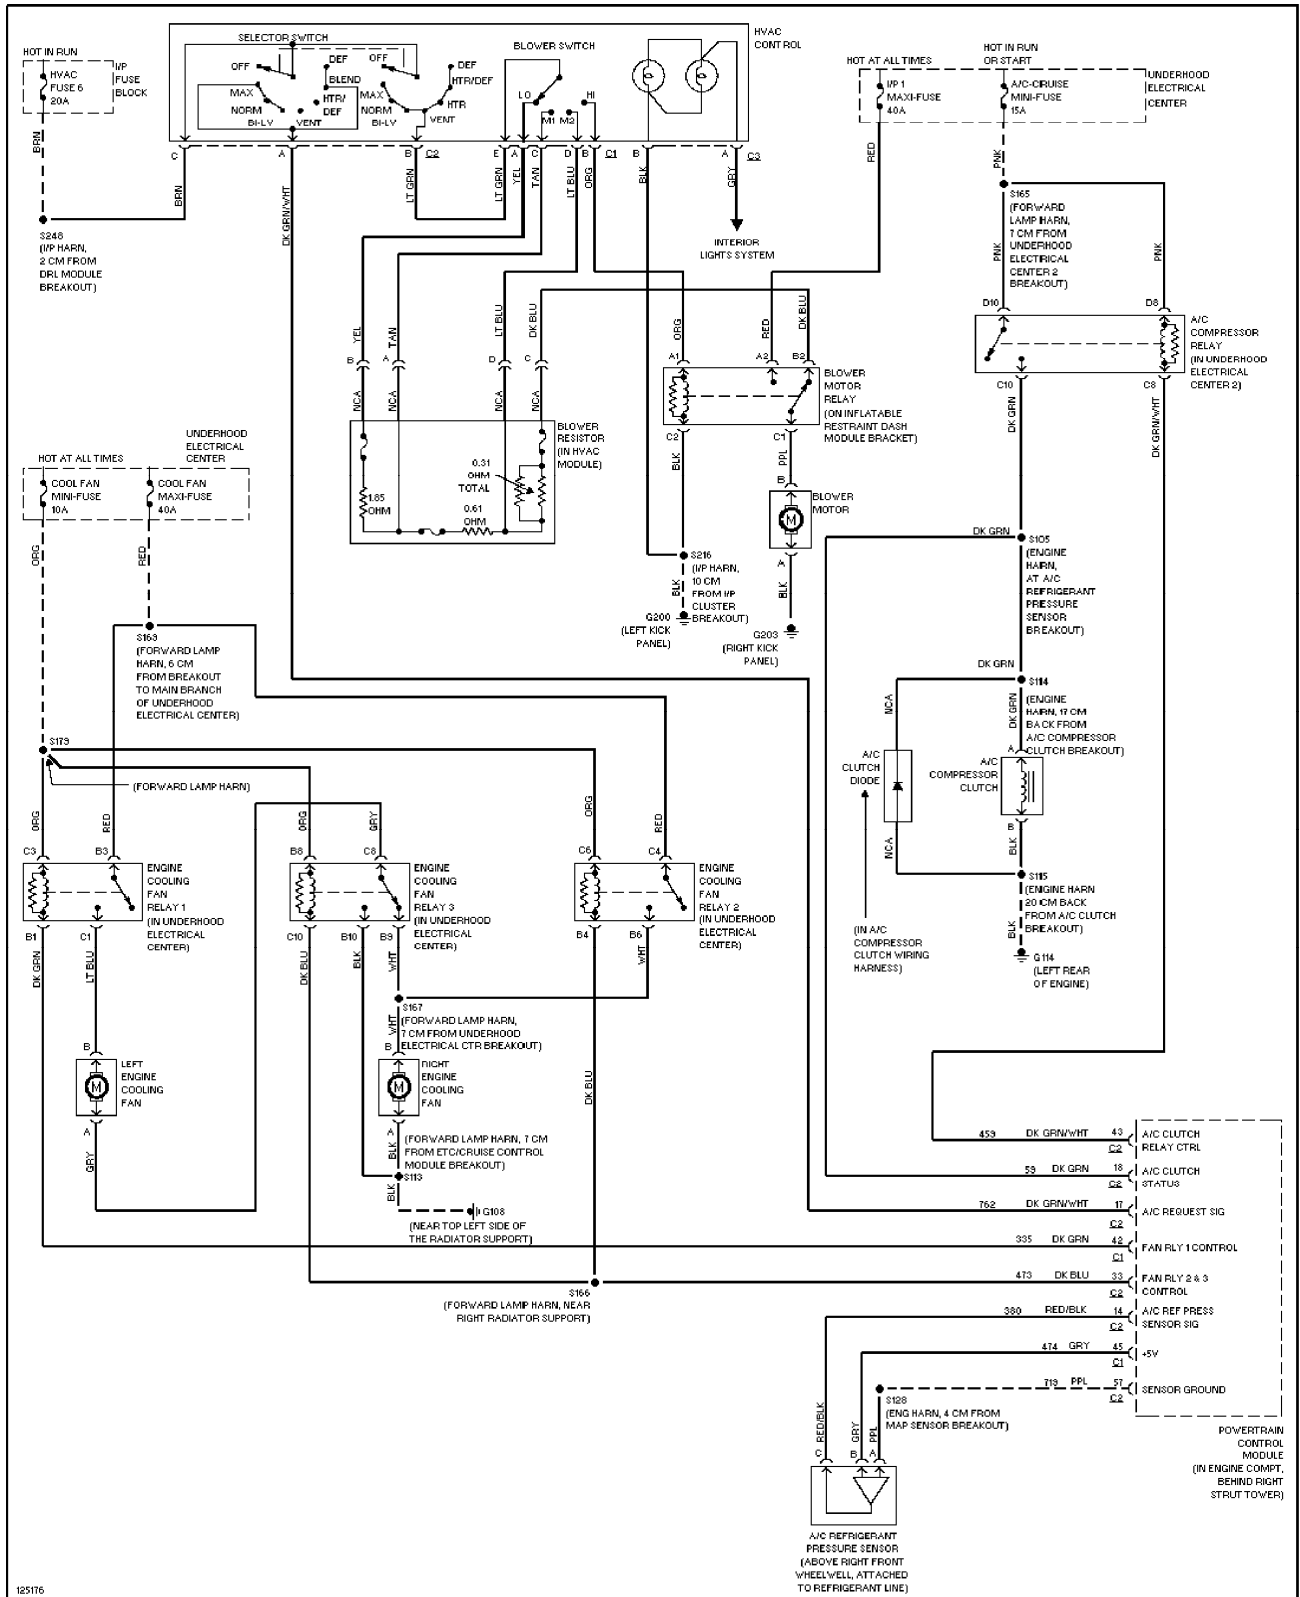 HOT IN RUN
HVAC
FUSE 6
20A
I/P
FUSE
BLOCK
BRN
S248
(I/P HARN,
2 CM FROM
DRL MODULE
BREAKOUT)
BRN
SELECTOR SWITCH
OFF
MAX
NORM
BI-LV
VENT
HTR/
DEF
BLEND
DEF
OFF
MAX
NORM
BI-LV
VENT
HTR
HTR/DEF
DEF
BLOWER SWITCH
LO
M1
M2
HI
HVAC
CONTROL
C
A
B
C2
E
A
C
D
B
C1
B
A
C3
DK GRN/WHT
LT GRN
LT GRN
YEL
TAN
LT BLU
ORG
BLK
GRY
INTERIOR
LIGHTS SYSTEM
HOT AT ALL TIMES
I/P 1
MAXI-FUSE
40A
HOT IN RUN
OR START
A/C-CRUISE
MINI-FUSE
15A
UNDERHOOD
ELECTRICAL
CENTER
RED
PNK
S165
(FORWARD
LAMP HARN,
7 CM FROM
UNDERHOOD
ELECTRICAL
CENTER 2
BREAKOUT)
PNK
PNK
D10
D8
A/C
COMPRESSOR
RELAY
(IN UNDERHOOD
ELECTRICAL
CENTER 2)
C10
C8
DK GRN
DK GRN/WHT
YEL
TAN
LT BLU
DK BLU
B
A
D
C
NCA
NCA
NCA
NCA
BLOWER
RESISTOR
(IN HVAC
MODULE)
0.31
OHM
TOTAL
1.85
OHM
0.61
OHM
ORG
RED
DK BLU
A1
A2
B2
BLOWER
MOTOR
RELAY
(ON INFLATABLE
RESTRAINT DASH
MODULE BRACKET)
C2
C1
BLK
PPL
B
BLOWER
MOTOR
M
A
BLK
S216
(I/P HARN,
10 CM
FROM I/P
CLUSTER
BREAKOUT)
BLK
G200
(LEFT KICK
PANEL)
G203
(RIGHT KICK
PANEL)
UNDERHOOD
ELECTRICAL
CENTER
HOT AT ALL TIMES
COOL FAN
MINI-FUSE
10A
COOL FAN
MAXI-FUSE
40A
ORG
RED
S169
(FORWARD LAMP
HARN, 6 CM
FROM BREAKOUT
TO MAIN BRANCH
OF UNDERHOOD
ELECTRICAL CENTER)
S179
(FORWARD LAMP HARN)
DK GRN
S105
(ENGINE
HARN,
AT A/C
REFRIGERANT
PRESSURE
SENSOR
BREAKOUT)
DK GRN
S114
(ENGINE
HARN, 17 CM
BACK FROM
A/C COMPRESSOR
CLUTCH BREAKOUT)
NCA
DK GRN
A
A/C
CLUTCH
DIODE
A/C
COMPRESSOR
CLUTCH
B
NCA
BLK
S115
(ENGINE HARN
20 CM BACK
FROM A/C CLUTCH
BREAKOUT)
BLK
G114
(LEFT REAR
OF ENGINE)
(IN A/C
COMPRESSOR
CLUTCH WIRING
HARNESS)
ORG
RED
ORG
GRY
ORG
RED
C3
B3
ENGINE
COOLING
FAN
RELAY 1
(IN UNDERHOOD
ELECTRICAL
CENTER)
B1
C1
B8
C8
ENGINE
COOLING
FAN
RELAY 3
(IN UNDERHOOD
ELECTRICAL
CENTER)
C10
B10
B9
C6
C4
ENGINE
COOLING
FAN
RELAY 2
(IN UNDERHOOD
ELECTRICAL
CENTER)
B4
B6
DK GRN
LT BLU
DK BLU
BLK
WHT
WHT
S167
(FORWARD LAMP HARN,
7 CM FROM UNDERHOOD
ELECTRICAL CTR BREAKOUT)
WHT
B
M
LEFT
ENGINE
COOLING
FAN
A
GRY
B
M
RIGHT
ENGINE
COOLING
FAN
A
BLK
DK BLU
(FORWARD LAMP HARN, 7 CM
FROM ETC/CRUISE CONTROL
MODULE BREAKOUT)
S113
BLK
G108
(NEAR TOP LEFT SIDE OF
THE RADIATOR SUPPORT)
S166
(FORWARD LAMP HARN, NEAR
RIGHT RADIATOR SUPPORT)
459 DK GRN/WHT 43 C2 A/C CLUTCH
RELAY CTRL
59 DK GRN 18 C2 A/C CLUTCH
STATUS
762 DK GRN/WHT 17 C2 A/C REQUEST SIG
335 DK GRN 42 C1 FAN RLY 1 CONTROL
473 DK BLU 33 C2 FAN RLY 2 & 3
CONTROL
380 RED/BLK 14 C2 A/C REF PRESS
SENSOR SIG
474 GRY 45 C1 +5V
719 PPL 57 C2 SENSOR GROUND
S128
(ENG HARN, 4 CM FROM
MAP SENSOR BREAKOUT)
RED/BLK
GRY
PPL
C
B
A
POWERTRAIN
CONTROL
MODULE
(IN ENGINE COMPT,
BEHIND RIGHT
STRUT TOWER)
A/C REFRIGERANT
PRESSURE SENSOR
(ABOVE RIGHT FRONT
WHEELWELL, ATTACHED
TO REFRIGERANT LINE)
125176